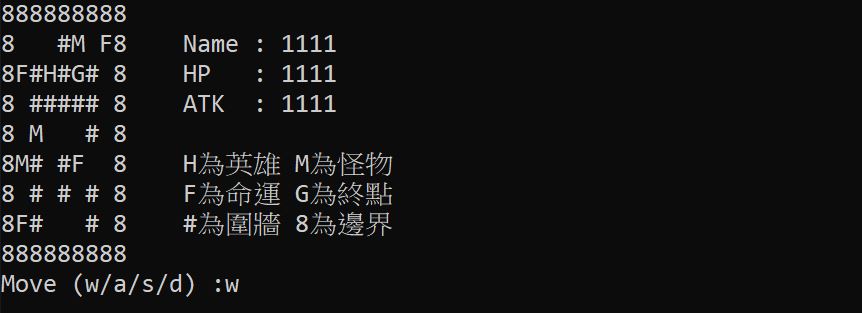 888888888
8   #M F8    Name : 1111
8F#H#G# 8    HP   : 1111
8 ##### 8    ATK  : 1111
8 M   # 8
8M# #F  8    H為英雄 M為怪物
8 # # # 8    F為命運 G為終點
8F#   # 8    #為圍牆 8為邊界
888888888
Move (w/a/s/d) :w